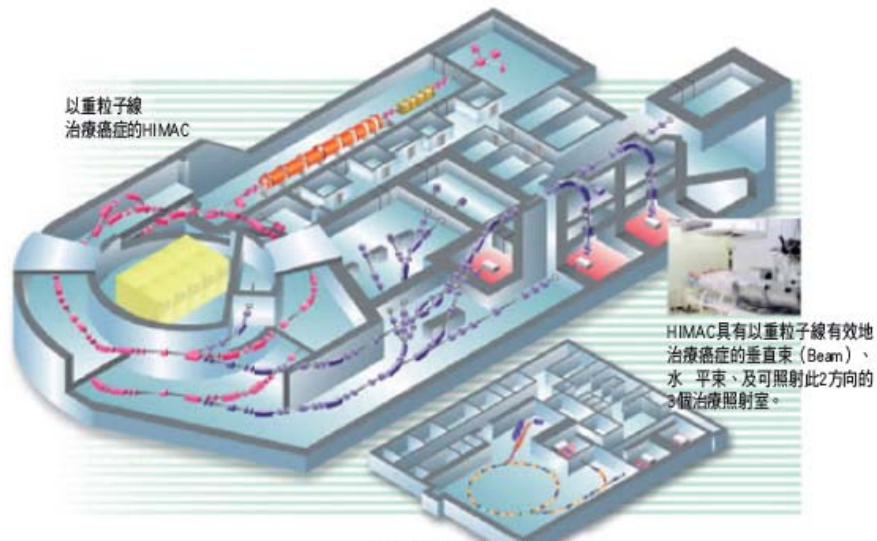 以重粒子線
治療癌症的HIMAC
HIMAC具有以重粒子線有效地
治療癌症的垂直束（Beam）、
水　平束、及可照射此2方向的
3個治療照射室。